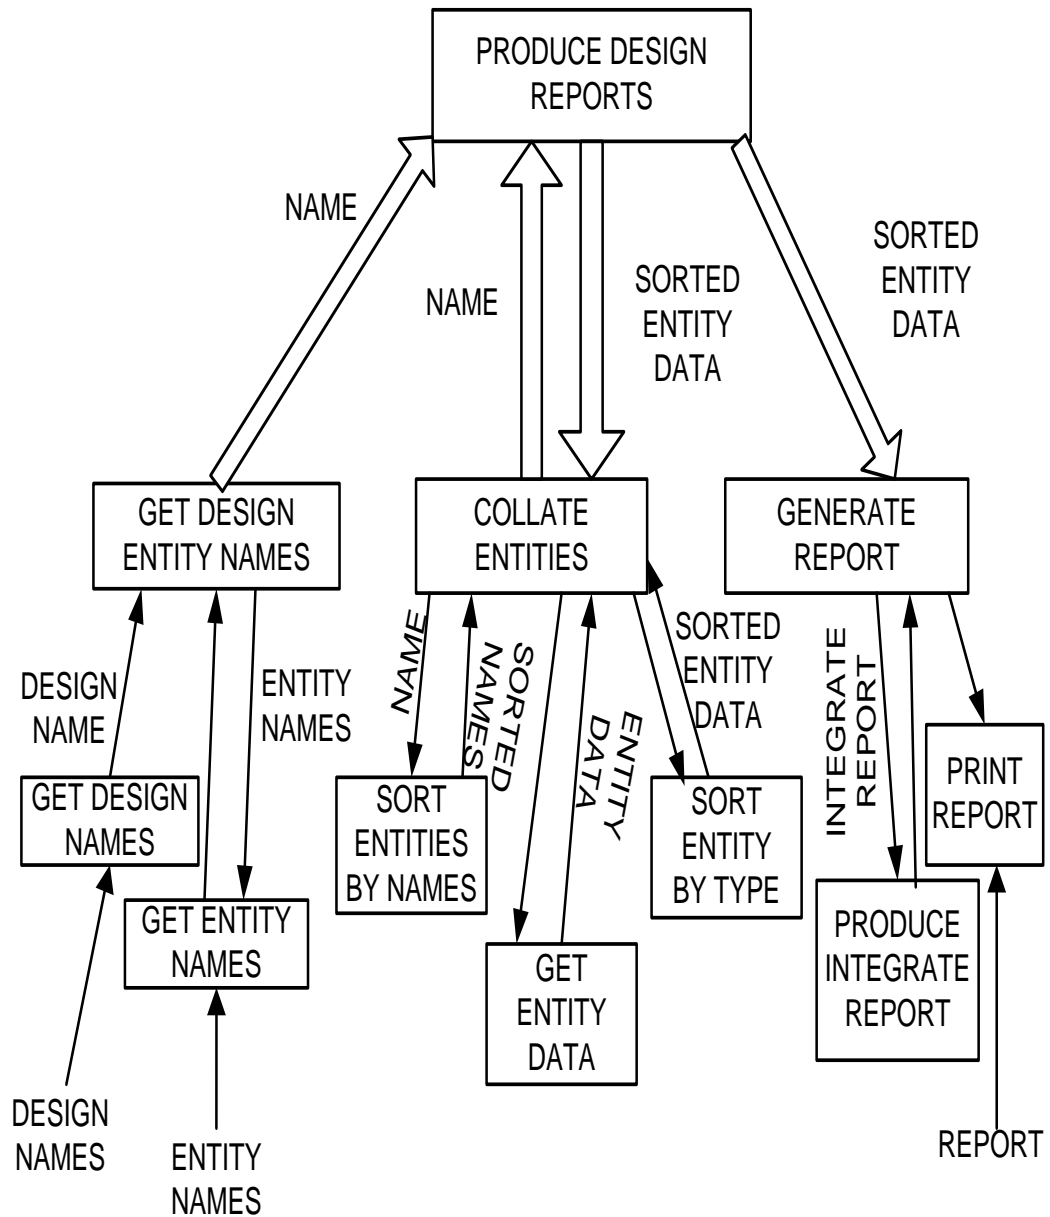 PRODUCE DESIGN
REPORTS
NAME
NAME
SORTED
ENTITY
DATA
SORTED
ENTITY
DATA
GET DESIGN
ENTITY NAMES
COLLATE
ENTITIES
GENERATE
REPORT
DESIGN
NAME
ENTITY
NAMES
NAME
SORTED
NAMES
ENTITY
DATA
SORTED
ENTITY
DATA
INTEGRATE
REPORT
GET DESIGN
NAMES
GET ENTITY
NAMES
SORT
ENTITIES
BY NAMES
GET
ENTITY
DATA
SORT
ENTITY
BY TYPE
PRODUCE
INTEGRATE
REPORT
PRINT
REPORT
DESIGN
NAMES
ENTITY
NAMES
REPORT